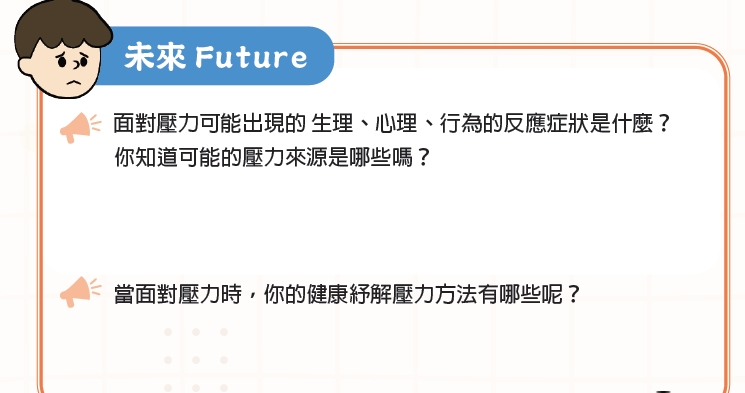 未來 Future
面對壓力可能出現的 生理、心理、行為的反應症狀是什麼？
你知道可能的壓力來源是哪些嗎？
當面對壓力時，你的健康紓解壓力方法有哪些呢？